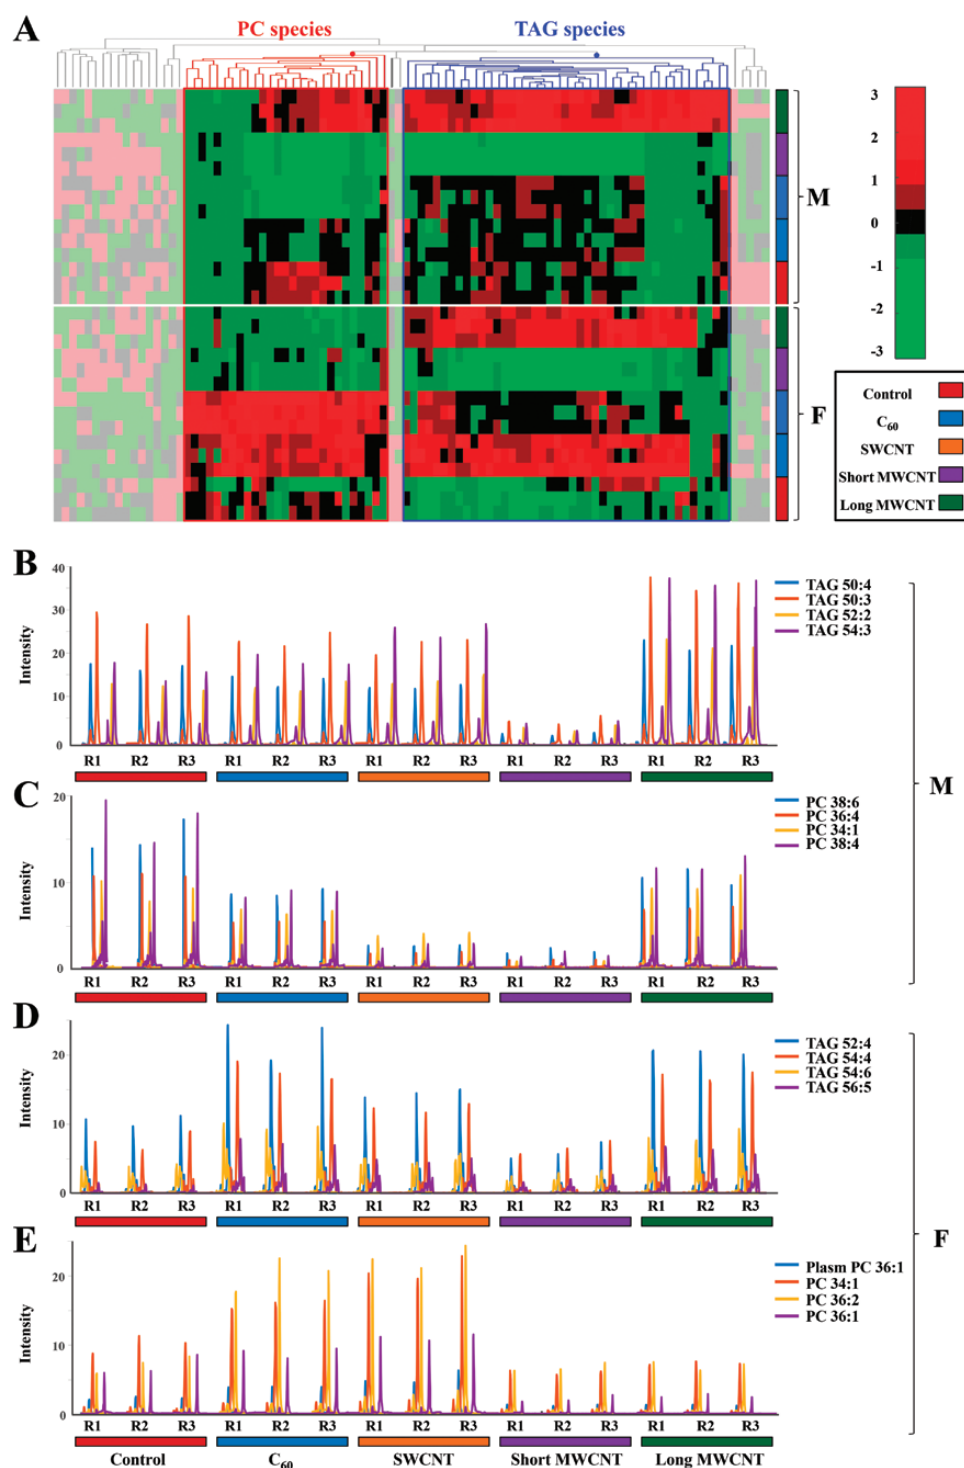 A
PC species
TAG species
3
2
1
0
-1
-2
-3
M
F
Control
C60
SWCNT
Short MWCNT
Long MWCNT
B
Intensity
40
30
20
10
0
TAG 50:4
TAG 50:3
TAG 52:2
TAG 54:3
R1 R2 R3 R1 R2 R3 R1 R2 R3 R1 R2 R3 R1 R2 R3
C
Intensity
20
10
0
PC 38:6
PC 36:4
PC 34:1
PC 38:4
M
R1 R2 R3 R1 R2 R3 R1 R2 R3 R1 R2 R3 R1 R2 R3
D
Intensity
20
10
0
TAG 52:4
TAG 54:4
TAG 54:6
TAG 56:5
R1 R2 R3 R1 R2 R3 R1 R2 R3 R1 R2 R3 R1 R2 R3
E
Intensity
20
10
0
Plasm PC 36:1
PC 34:1
PC 36:2
PC 36:1
F
R1 R2 R3 R1 R2 R3 R1 R2 R3 R1 R2 R3 R1 R2 R3
Control C60 SWCNT Short MWCNT Long MWCNT